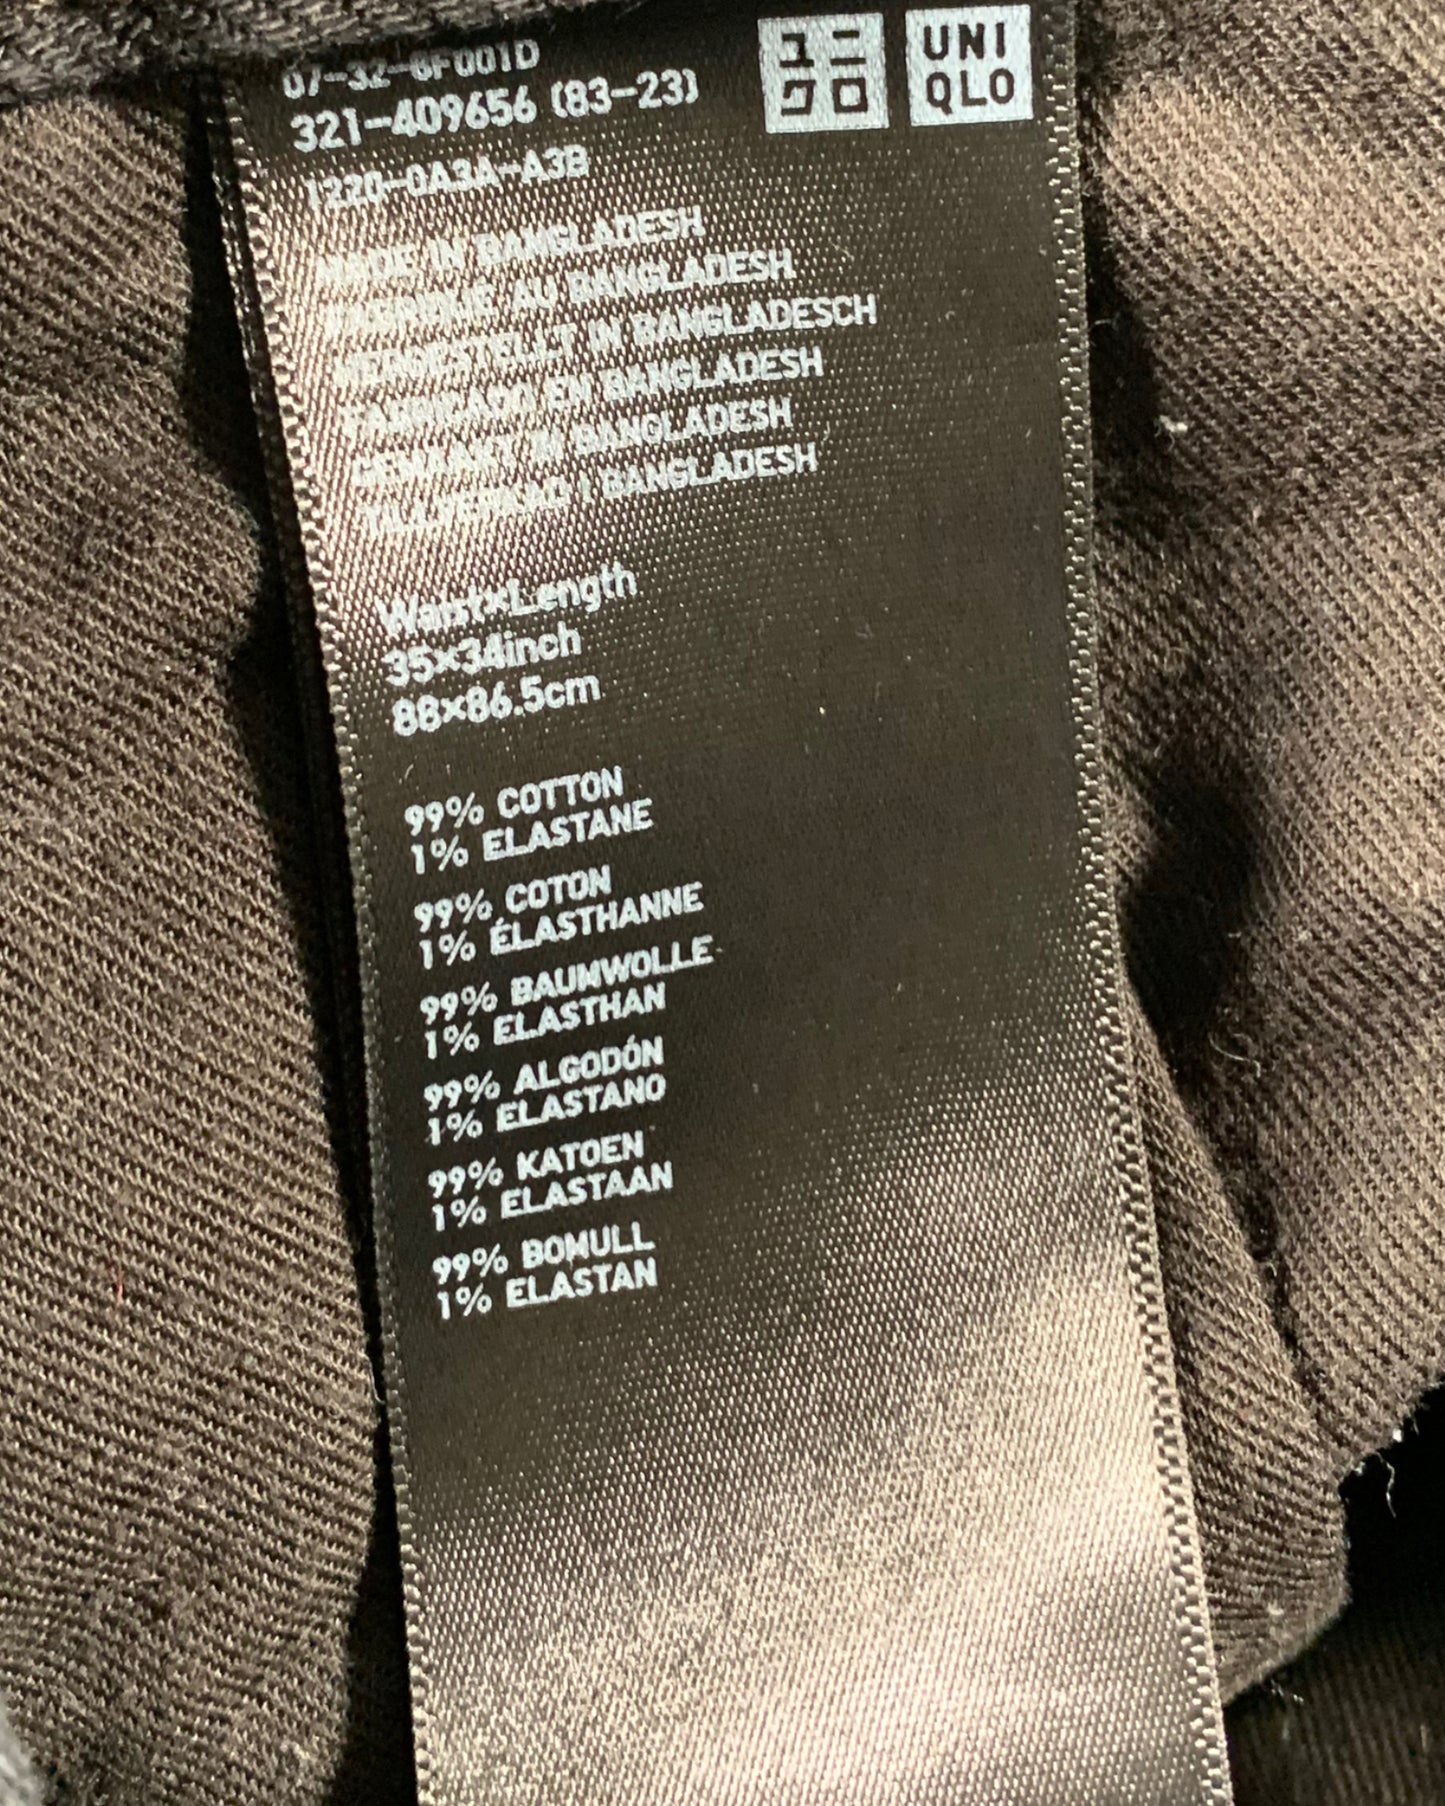 07-32-6F001D
321-409656 (83-23)
1220-0A3A-A3B
ユニ
クロ
UNI
QLO
MADE IN BANGLADESH
FABRIQUÉ AU BANGLADESH
HERGESTELLT IN BANGLADESCH
FABRICADO EN BANGLADESH
GEMAAKT IN BANGLADESH
TILLVERKAD I BANGLADESH
Waist×Length
35×34inch
88×86.5cm
99% COTTON
1% ELASTANE
99% COTON
1% ÉLASTHANNE
99% BAUMWOLLE
1% ELASTHAN
99% ALGODÓN
1% ELASTANO
99% KATOEN
1% ELASTAAN
99% BOMULL
1% ELASTAN